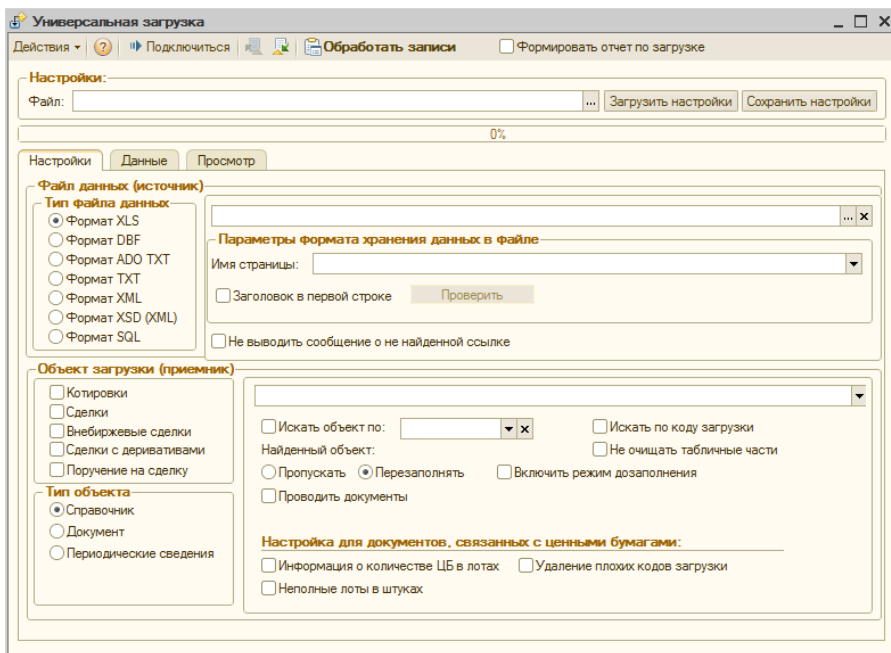 Универсальная загрузка
Действия Подключиться Обработать записи Формировать отчет по загрузке
Настройки:
Файл: ... Загрузить настройки Сохранить настройки
0%
Настройки Данные Просмотр
Файл данных (источник)
Тип файла данных
Формат XLS
Формат DBF
Формат ADO TXT
Формат TXT
Формат XML
Формат XSD (XML)
Формат SQL
...
Параметры формата хранения данных в файле
Имя страницы:
Заголовок в первой строке Проверить
Не выводить сообщение о не найденной ссылке
Объект загрузки (приемник)
Котировки
Сделки
Внебиржевые сделки
Сделки с деривативами
Поручение на сделку
Тип объекта
Справочник
Документ
Периодические сведения
Искать объект по: Искать по коду загрузки
Найденный объект: Не очищать табличные части
Пропускать Перезаполнять Включить режим дозаполнения
Проводить документы
Настройка для документов, связанных с ценными бумагами:
Информация о количестве ЦБ в лотах Удаление плохих кодов загрузки
Неполные лоты в штуках